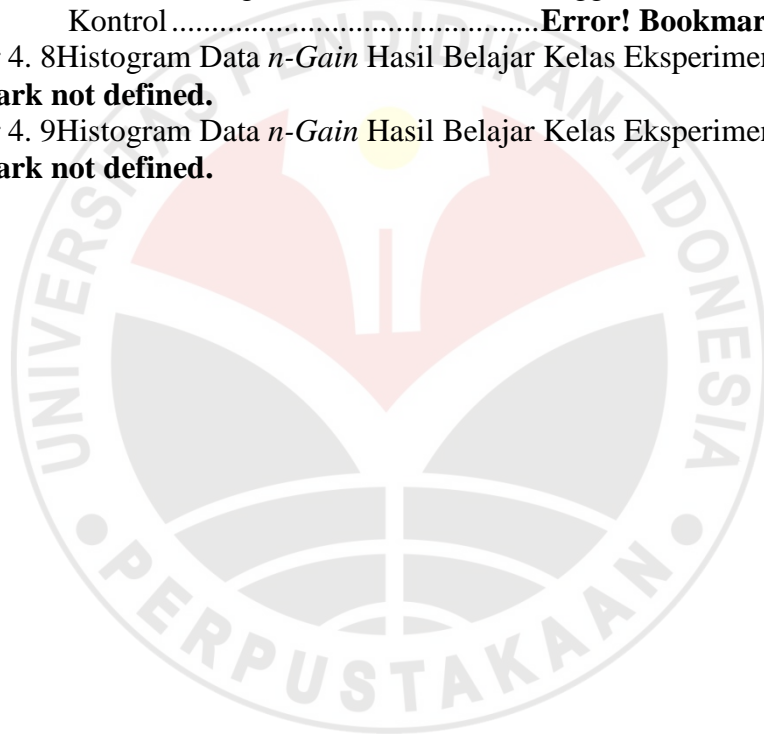 Kontrol ..............................................Error! Bookmar
4. 8Histogram Data n-Gain Hasil Belajar Kelas Eksperimen
ark not defined.
4. 9Histogram Data n-Gain Hasil Belajar Kelas Eksperimen
ark not defined.
UNIVERSITAS PENDIDIKAN INDONESIA
PERPUSTAKAAN